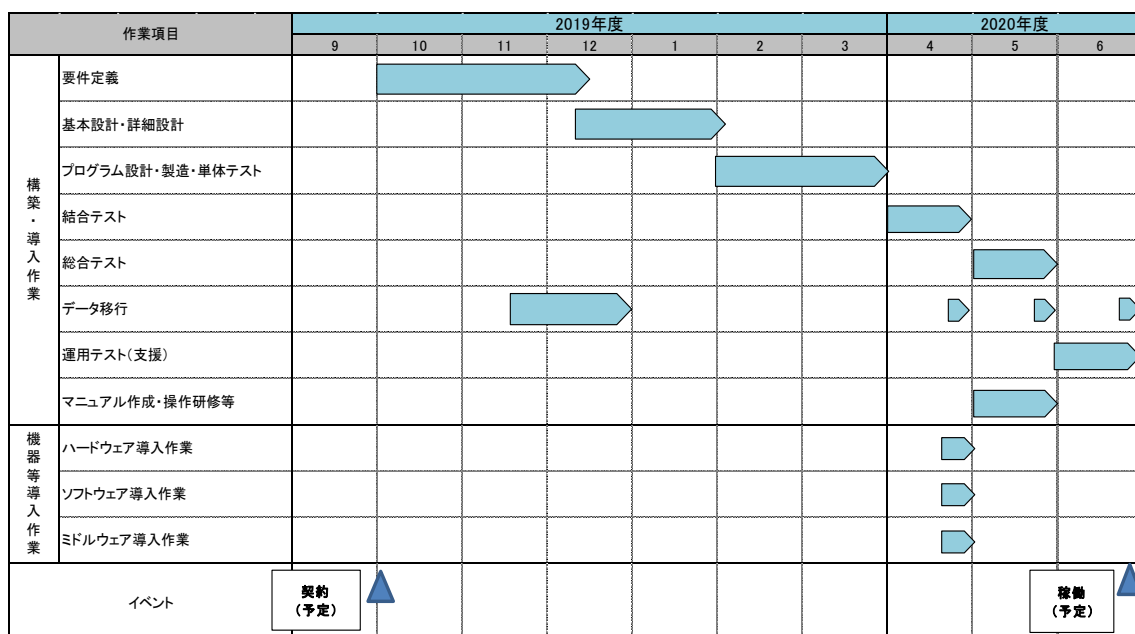 作業項目
2019年度
2020年度
9 10 11 12 1 2 3 4 5 6
構築・導入作業
要件定義
基本設計・詳細設計
プログラム設計・製造・単体テスト
結合テスト
総合テスト
データ移行
運用テスト(支援)
マニュアル作成・操作研修等
機器等導入作業
ハードウェア導入作業
ソフトウェア導入作業
ミドルウェア導入作業
イベント
契約
(予定)
稼働
(予定)